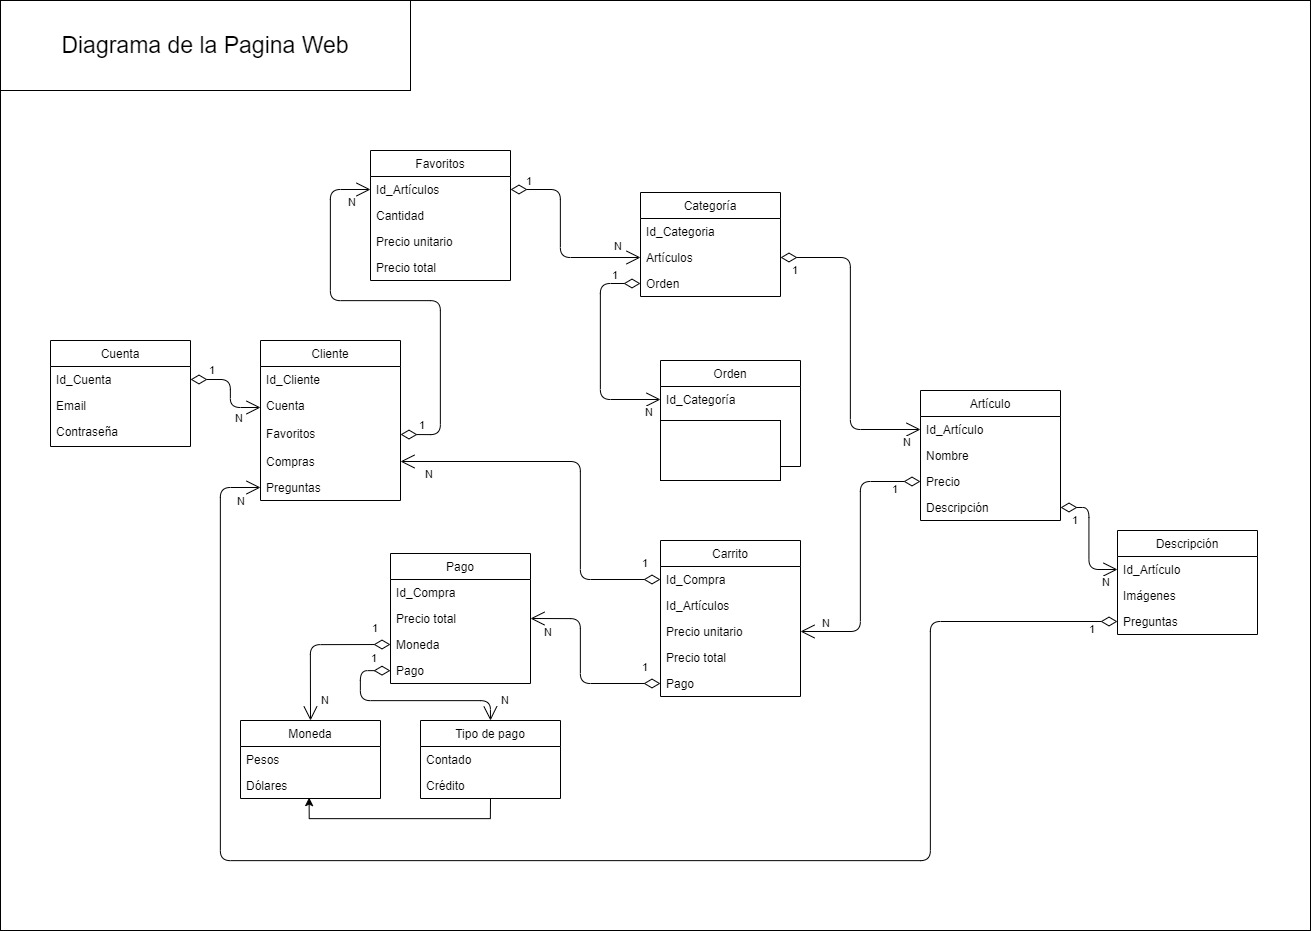 Diagrama de la Pagina Web
Favoritos
Id_Artículos
Cantidad
Precio unitario
Precio total
1
N
Categoría
Id_Categoria
Artículos
Orden
N
1
1
Cuenta
Id_Cuenta
Email
Contraseña
1
N
Cliente
Id_Cliente
Cuenta
Favoritos
Compras
Preguntas
1
N
N
Orden
Id_Categoría
N
Artículo
Id_Artículo
Nombre
Precio
Descripción
N
1
1
Descripción
Id_Artículo
Imágenes
Preguntas
N
1
Pago
Id_Compra
Precio total
Moneda
Pago
1
1
N
Carrito
Id_Compra
Id_Artículos
Precio unitario
Precio total
Pago
1
N
1
Moneda
Pesos
Dólares
N
Tipo de pago
Contado
Crédito
N